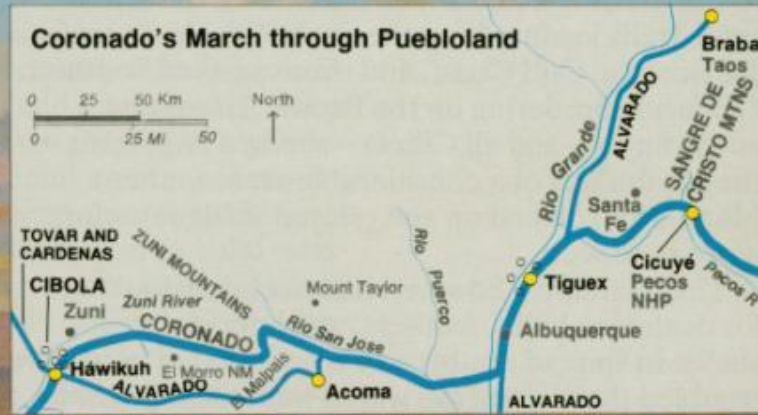 Coronado's March through Puebloland
0 25 50 Km
0 25 Mi 50
North
Braba
Taos
ALVARADO
Rio Grande
SANGRE DE
CRISTO MTNS
Santa
Fe
Cicuyé
Pecos
NHP
Pecos R
Tiguex
Albuquerque
ALVARADO
Río Puerco
TOVAR AND
CARDENAS
CIBOLA
Zuni
Zuni River
ZUNI MOUNTAINS
Mount Taylor
CORONADO
Rio San Jose
El Morro NM
Háwikuh
ALVARADO
El Malpais
Acoma